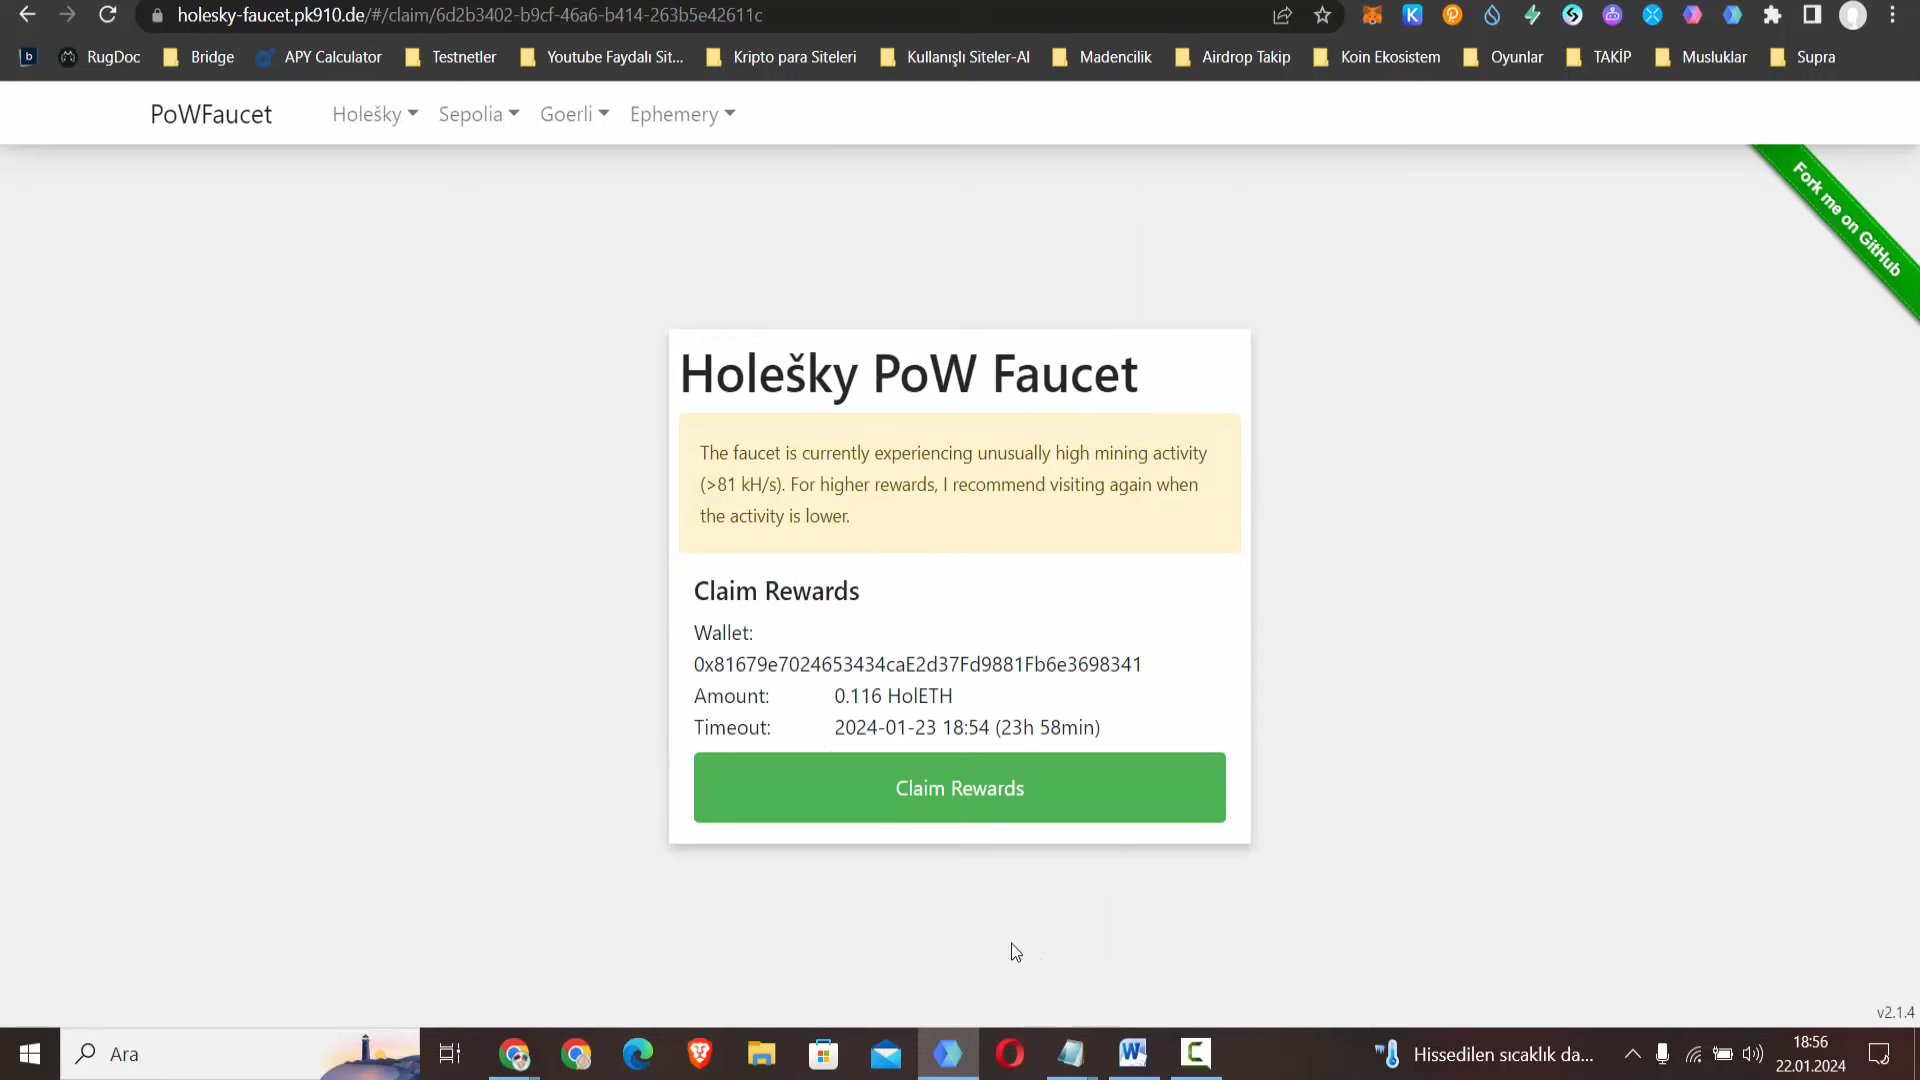 holesky-faucet.pk910.de/#/claim/6d2b3402-b9cf-46a6-b414-263b5e42611c
RugDoc Bridge APY Calculator Testnetler Youtube Faydalı Sit... Kripto para Siteleri Kullanışlı Siteler-AI Madencilik Airdrop Takip Koin Ekosistem Oyunlar TAKİP Musluklar Supra
PoWFaucet Holešky Sepolia Goerli Ephemery
Fork me on GitHub
Holešky PoW Faucet
The faucet is currently experiencing unusually high mining activity
(>81 kH/s). For higher rewards, I recommend visiting again when
the activity is lower.
Claim Rewards
Wallet:
0x81679e7024653434caE2d37Fd9881Fb6e3698341
Amount: 0.116 HolETH
Timeout: 2024-01-23 18:54 (23h 58min)
Claim Rewards
v2.1.4
Ara
Hissedilen sıcaklık da...
18:56
22.01.2024